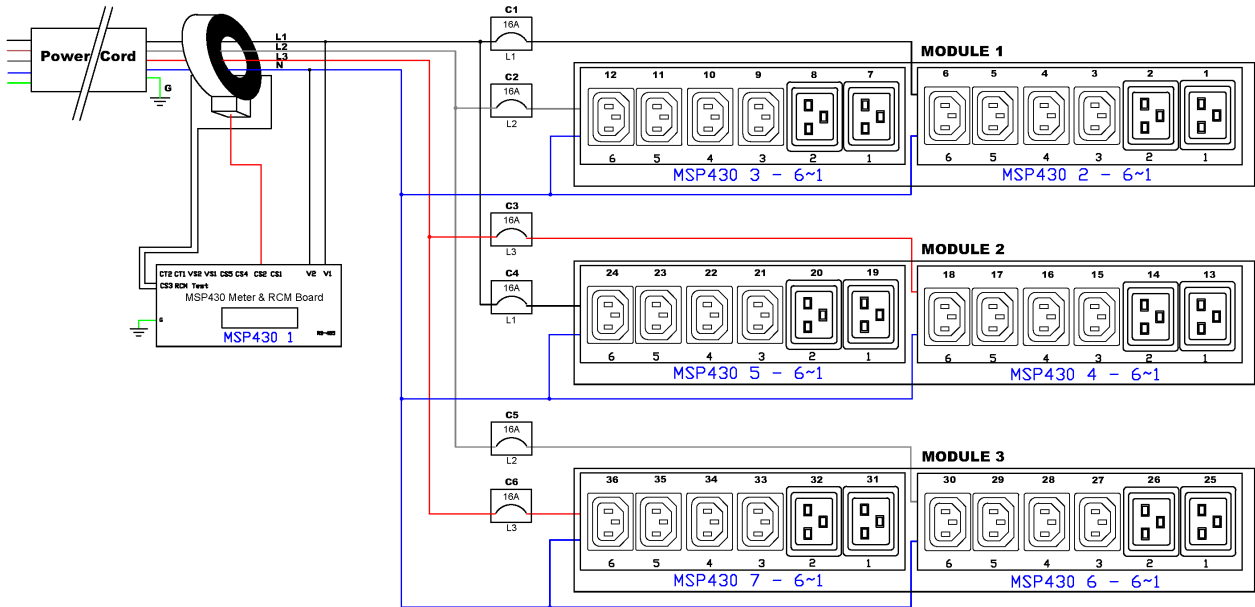 Power Cord
G
L1
L2
L3
N
C1
16A
L1
C2
16A
L2
MODULE 1
12 11 10 9 8 7
6 5 4 3 2 1
6 5 4 3 2 1
6 5 4 3 2 1
MSP430 3 - 6~1
MSP430 2 - 6~1
C3
16A
L3
C4
16A
L1
MODULE 2
24 23 22 21 20 19
18 17 16 15 14 13
6 5 4 3 2 1
6 5 4 3 2 1
MSP430 5 - 6~1
MSP430 4 - 6~1
CT2 CT1 VS2 VS1 CS5 CS4 CS2 CS1 V2 V1
CS3 RCM Test
MSP430 Meter & RCM Board
G
RS-485
MSP430 1
C5
16A
L2
C6
16A
L3
MODULE 3
36 35 34 33 32 31
30 29 28 27 26 25
6 5 4 3 2 1
6 5 4 3 2 1
MSP430 7 - 6~1
MSP430 6 - 6~1